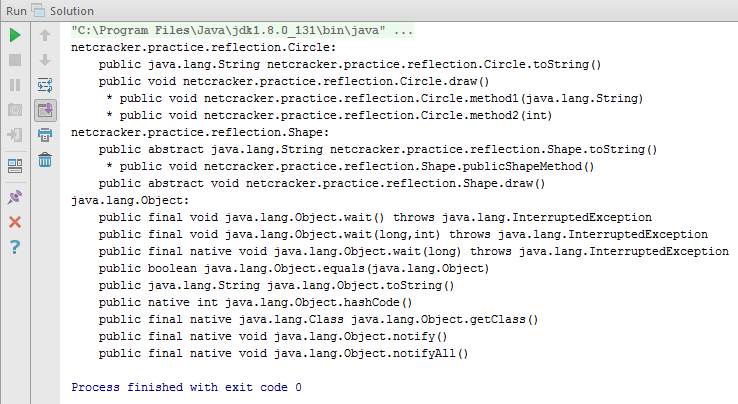 Run Solution
"C:\Program Files\Java\jdk1.8.0_131\bin\java" ...
netcracker.practice.reflection.Circle:
    public java.lang.String netcracker.practice.reflection.Circle.toString()
    public void netcracker.practice.reflection.Circle.draw()
     * public void netcracker.practice.reflection.Circle.method1(java.lang.String)
     * public void netcracker.practice.reflection.Circle.method2(int)
netcracker.practice.reflection.Shape:
    public abstract java.lang.String netcracker.practice.reflection.Shape.toString()
     * public void netcracker.practice.reflection.Shape.publicShapeMethod()
    public abstract void netcracker.practice.reflection.Shape.draw()
java.lang.Object:
    public final void java.lang.Object.wait() throws java.lang.InterruptedException
    public final void java.lang.Object.wait(long,int) throws java.lang.InterruptedException
    public final native void java.lang.Object.wait(long) throws java.lang.InterruptedException
    public boolean java.lang.Object.equals(java.lang.Object)
    public java.lang.String java.lang.Object.toString()
    public native int java.lang.Object.hashCode()
    public final native java.lang.Class java.lang.Object.getClass()
    public final native void java.lang.Object.notify()
    public final native void java.lang.Object.notifyAll()
Process finished with exit code 0